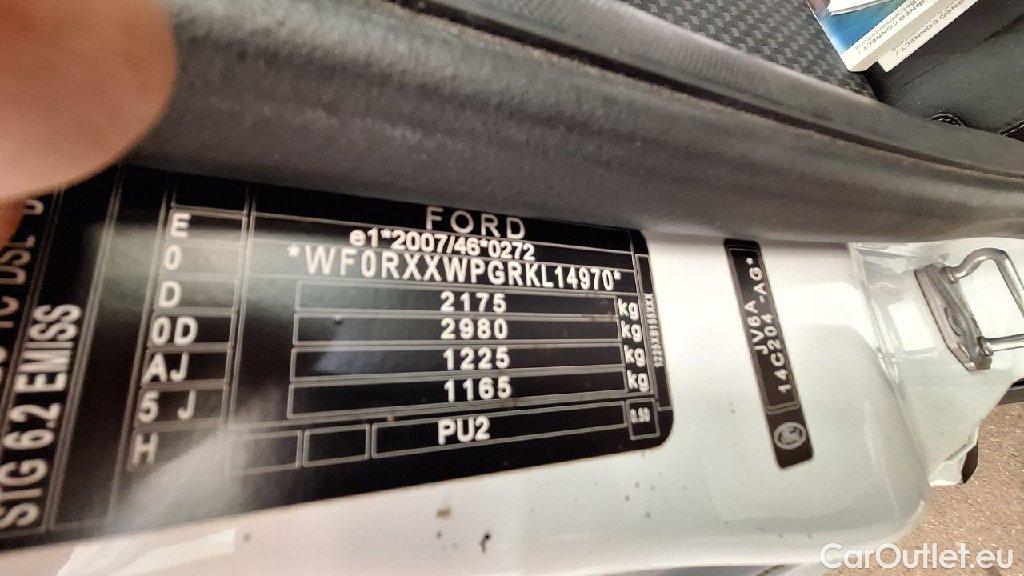 FORD
e1*2007/46*0272
*WF0RXXWPGRKL14970*
2175 kg
2980 kg
1225 kg
1165 kg
PU2
E
0
D
0D
AJ
5 J
H
STG 6.2 EMISS
JV6A
14C204 -AG*
CarOutlet.eu